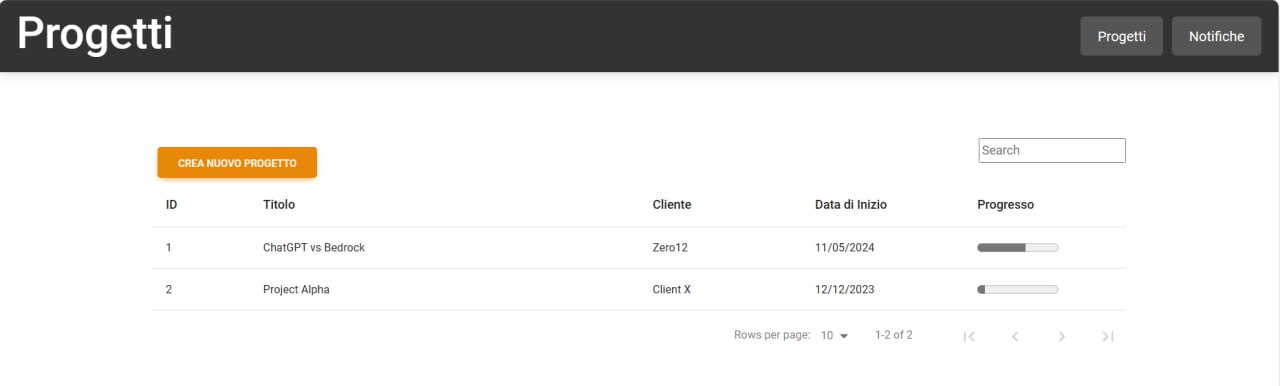 Progetti
Progetti Notifiche
Search
CREA NUOVO PROGETTO
ID Titolo Cliente Data di Inizio Progresso
1 ChatGPT vs Bedrock Zero12 11/05/2024
2 Project Alpha Client X 12/12/2023
Rows per page: 10 1-2 of 2